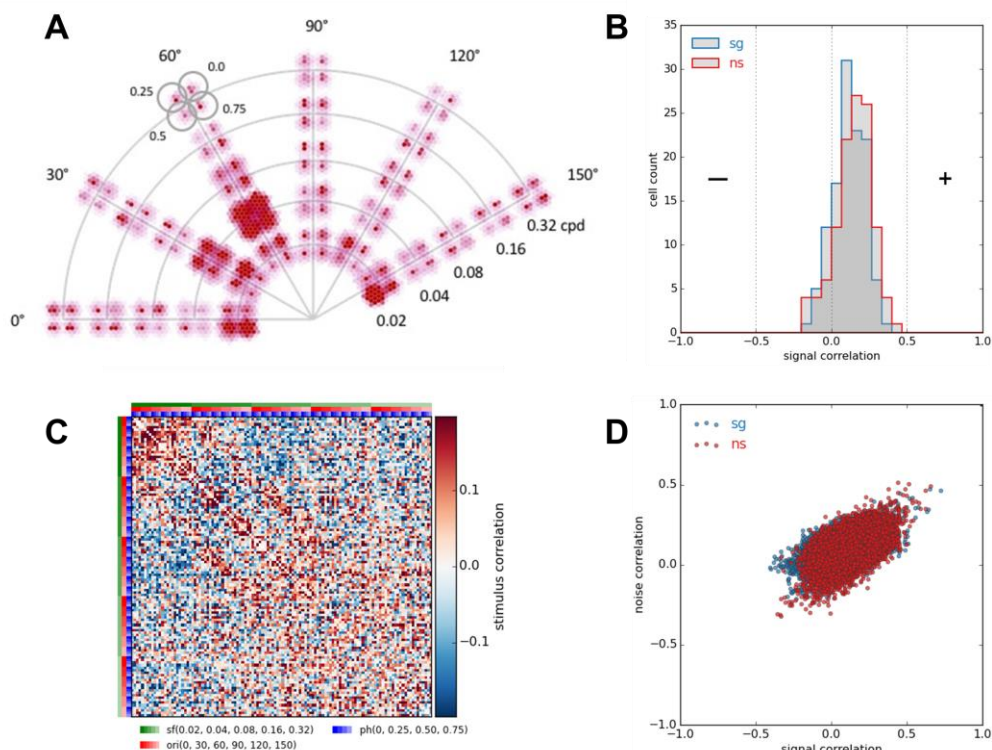 A
90°
60°
120°
0.0
0.25
0.75
0.5
30°
150°
0.32 cpd
0.16
0.08
0.04
0°
0.02
B
sg
ns
35
30
25
20
15
10
5
0
cell count
−
+
−1.0
−0.5
0.0
0.5
1.0
signal correlation
C
0.1
0.0
−0.1
stimulus correlation
sf(0.02, 0.04, 0.08, 0.16, 0.32)
ph(0, 0.25, 0.50, 0.75)
ori(0, 30, 60, 90, 120, 150)
D
sg
ns
1.0
0.5
0.0
−0.5
−1.0
noise correlation
−1.0
−0.5
0.0
0.5
1.0
signal correlation